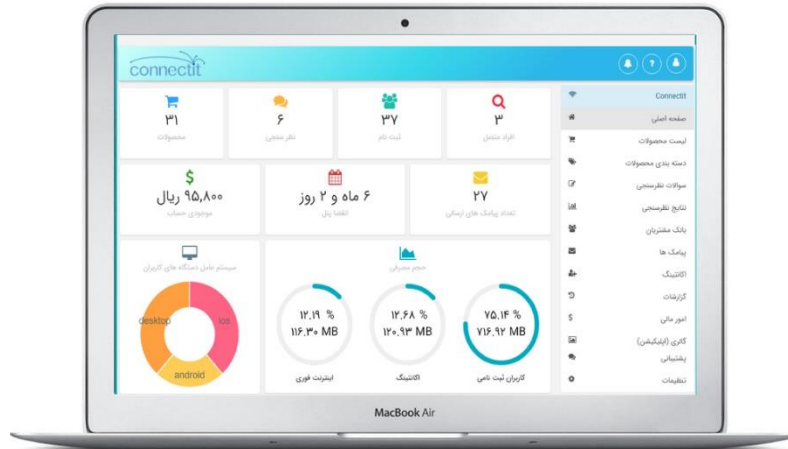 connectit
Connectit
صفحه اصلی
لیست محصولات
دسته بندی محصولات
سوالات نظرسنجی
نتایج نظرسنجی
بانک مشتریان
پیامک ها
اکانتینگ
گزارشات
امور مالی
گالری (اپلیکیشن)
پشتیبانی
تنظیمات
۳
افراد متصل
۳۷
ثبت نام
۶
نظر سنجی
۳۱
محصولات
۲۷
تعداد پیامک های ارسالی
۶ ماه و ۲ روز
انقضا پنل
۹۵,۸۰۰ ریال
موجودی حساب
حجم مصرفی
۷۵.۱۴ %
۷۱۶.۹۲ MB
کاربران ثبت نامی
۱۲.۶۸ %
۱۲۰.۹۳ MB
اکانتینگ
۱۲.۱۹ %
۱۱۶.۳۰ MB
اینترنت فوری
سیستم عامل دستگاه های کاربران
desktop
ios
android
MacBook Air